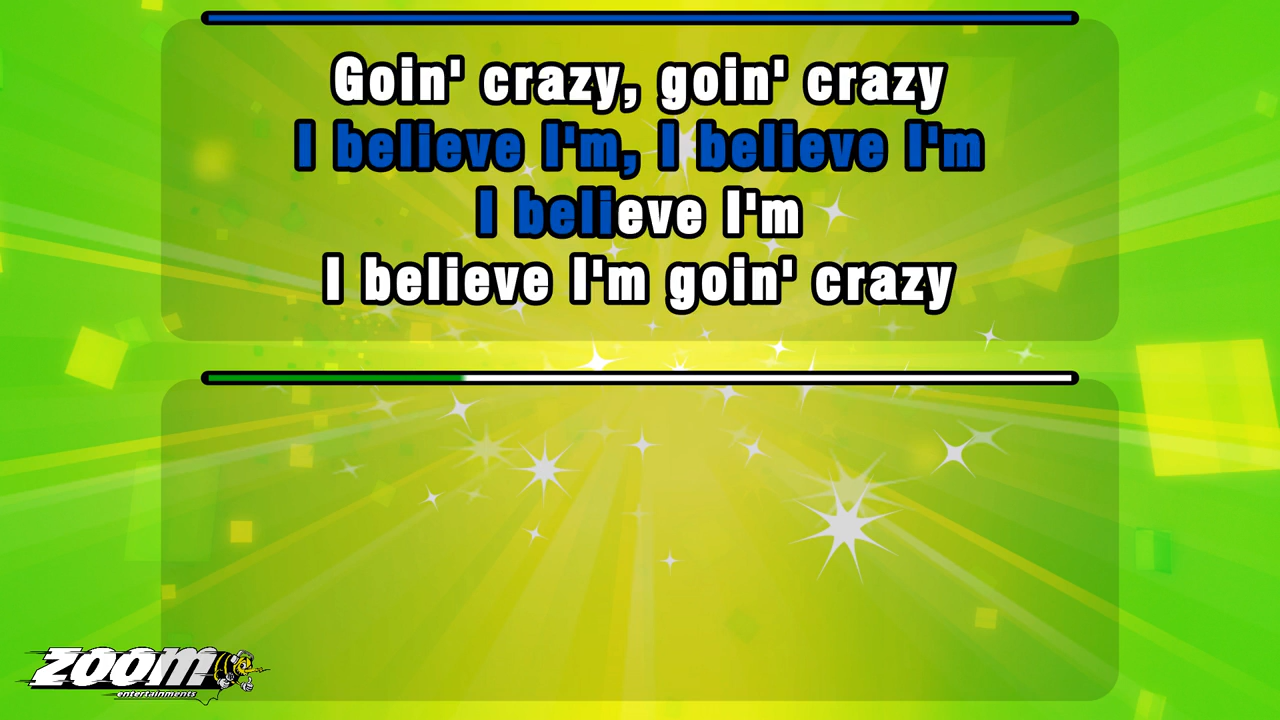 Goin' crazy, goin' crazy
I believe I'm, I believe I'm
I believe I'm
I believe I'm goin' crazy
ZOOM
entertainments